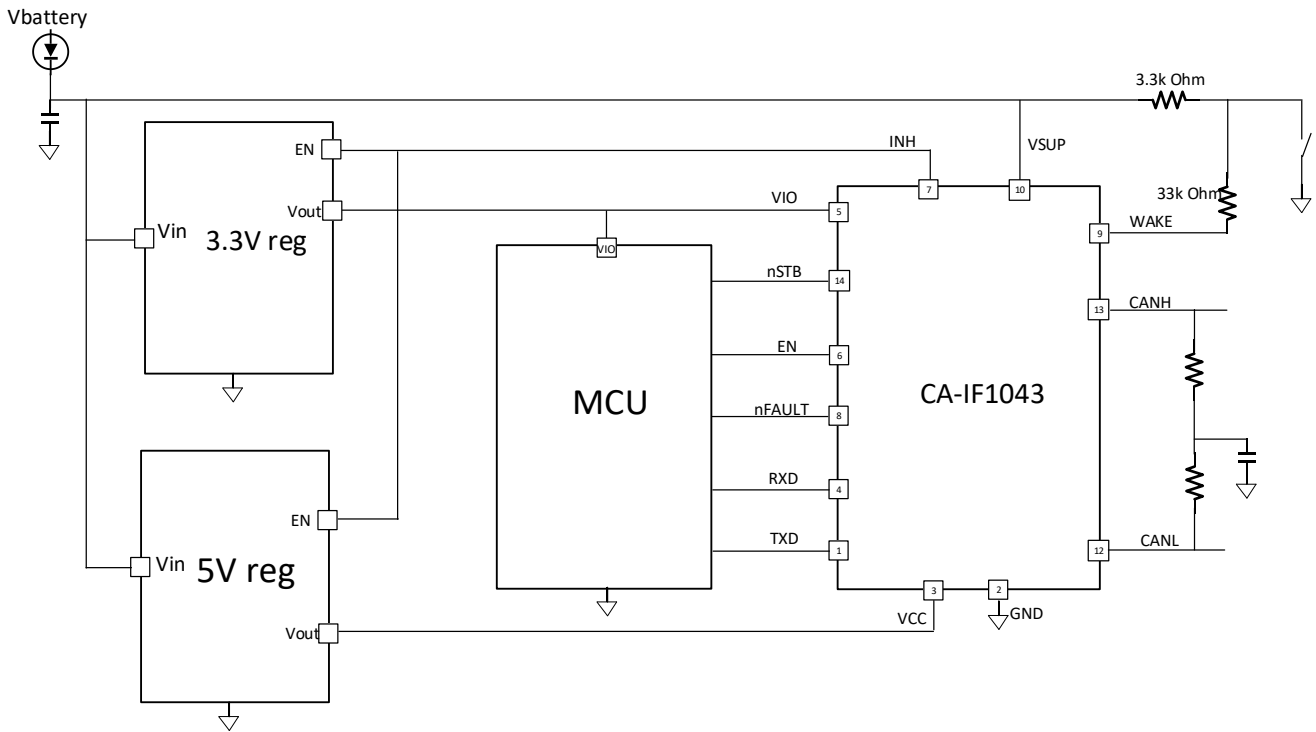 Vbattery
3.3k Ohm
EN
INH
VSUP
7
10
33k Ohm
Vout
VIO
5
Vin
3.3V reg
WAKE
9
VIO
nSTB
14
CANH
13
EN
6
MCU
CA-IF1043
nFAULT
8
RXD
4
EN
TXD
1
CANL
12
Vin
5V reg
3
2
VCC
GND
Vout